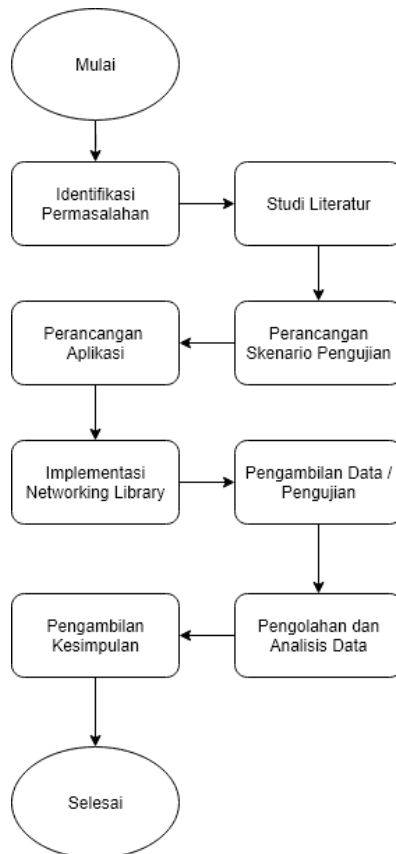 Mulai
Identifikasi
Permasalahan
Studi Literatur
Perancangan
Skenario Pengujian
Perancangan
Aplikasi
Implementasi
Networking Library
Pengambilan Data /
Pengujian
Pengolahan dan
Analisis Data
Pengambilan
Kesimpulan
Selesai